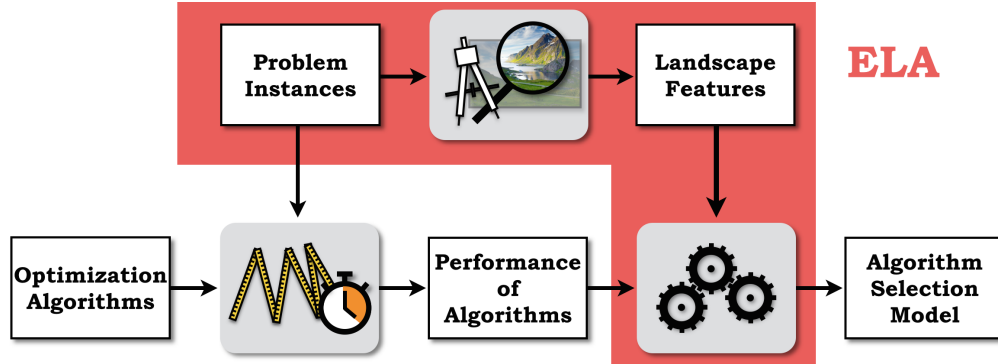 Problem
Instances
Landscape
Features
ELA
Optimization
Algorithms
Performance
of
Algorithms
Algorithm
Selection
Model